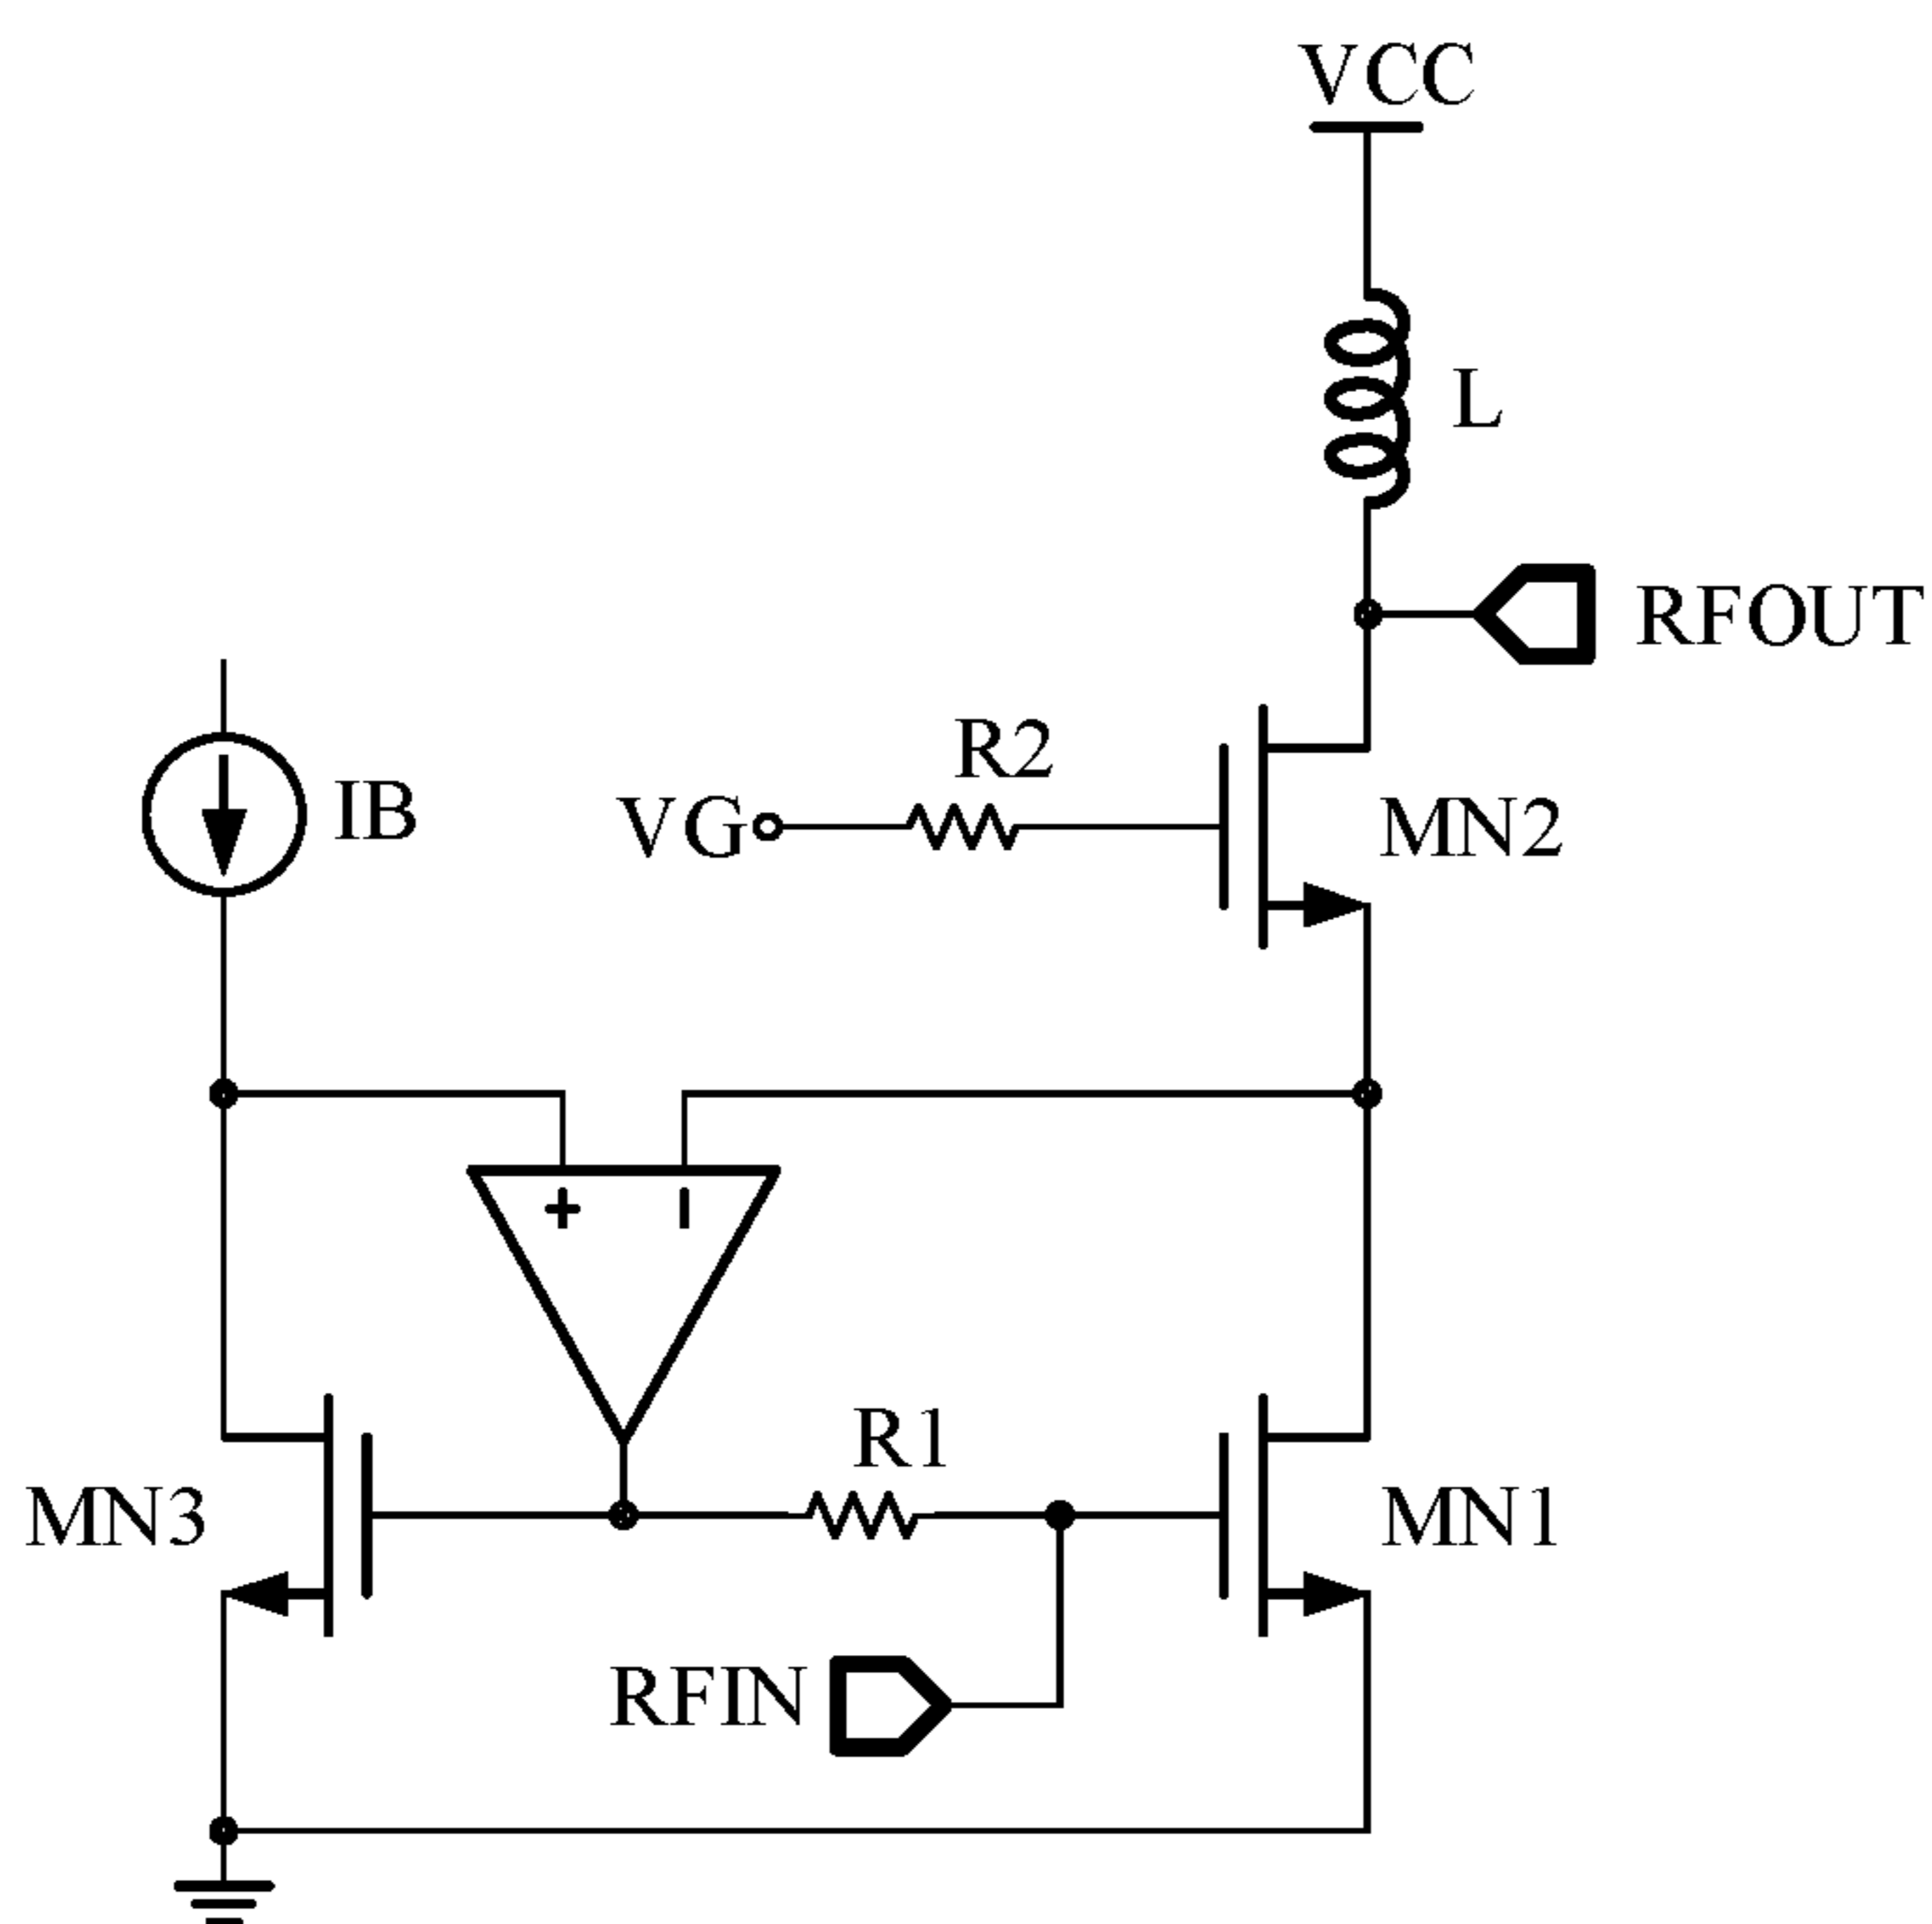 VCC
L
RFOUT
R2
IB
VG
MN2
+ -
R1
MN3
MN1
RFIN